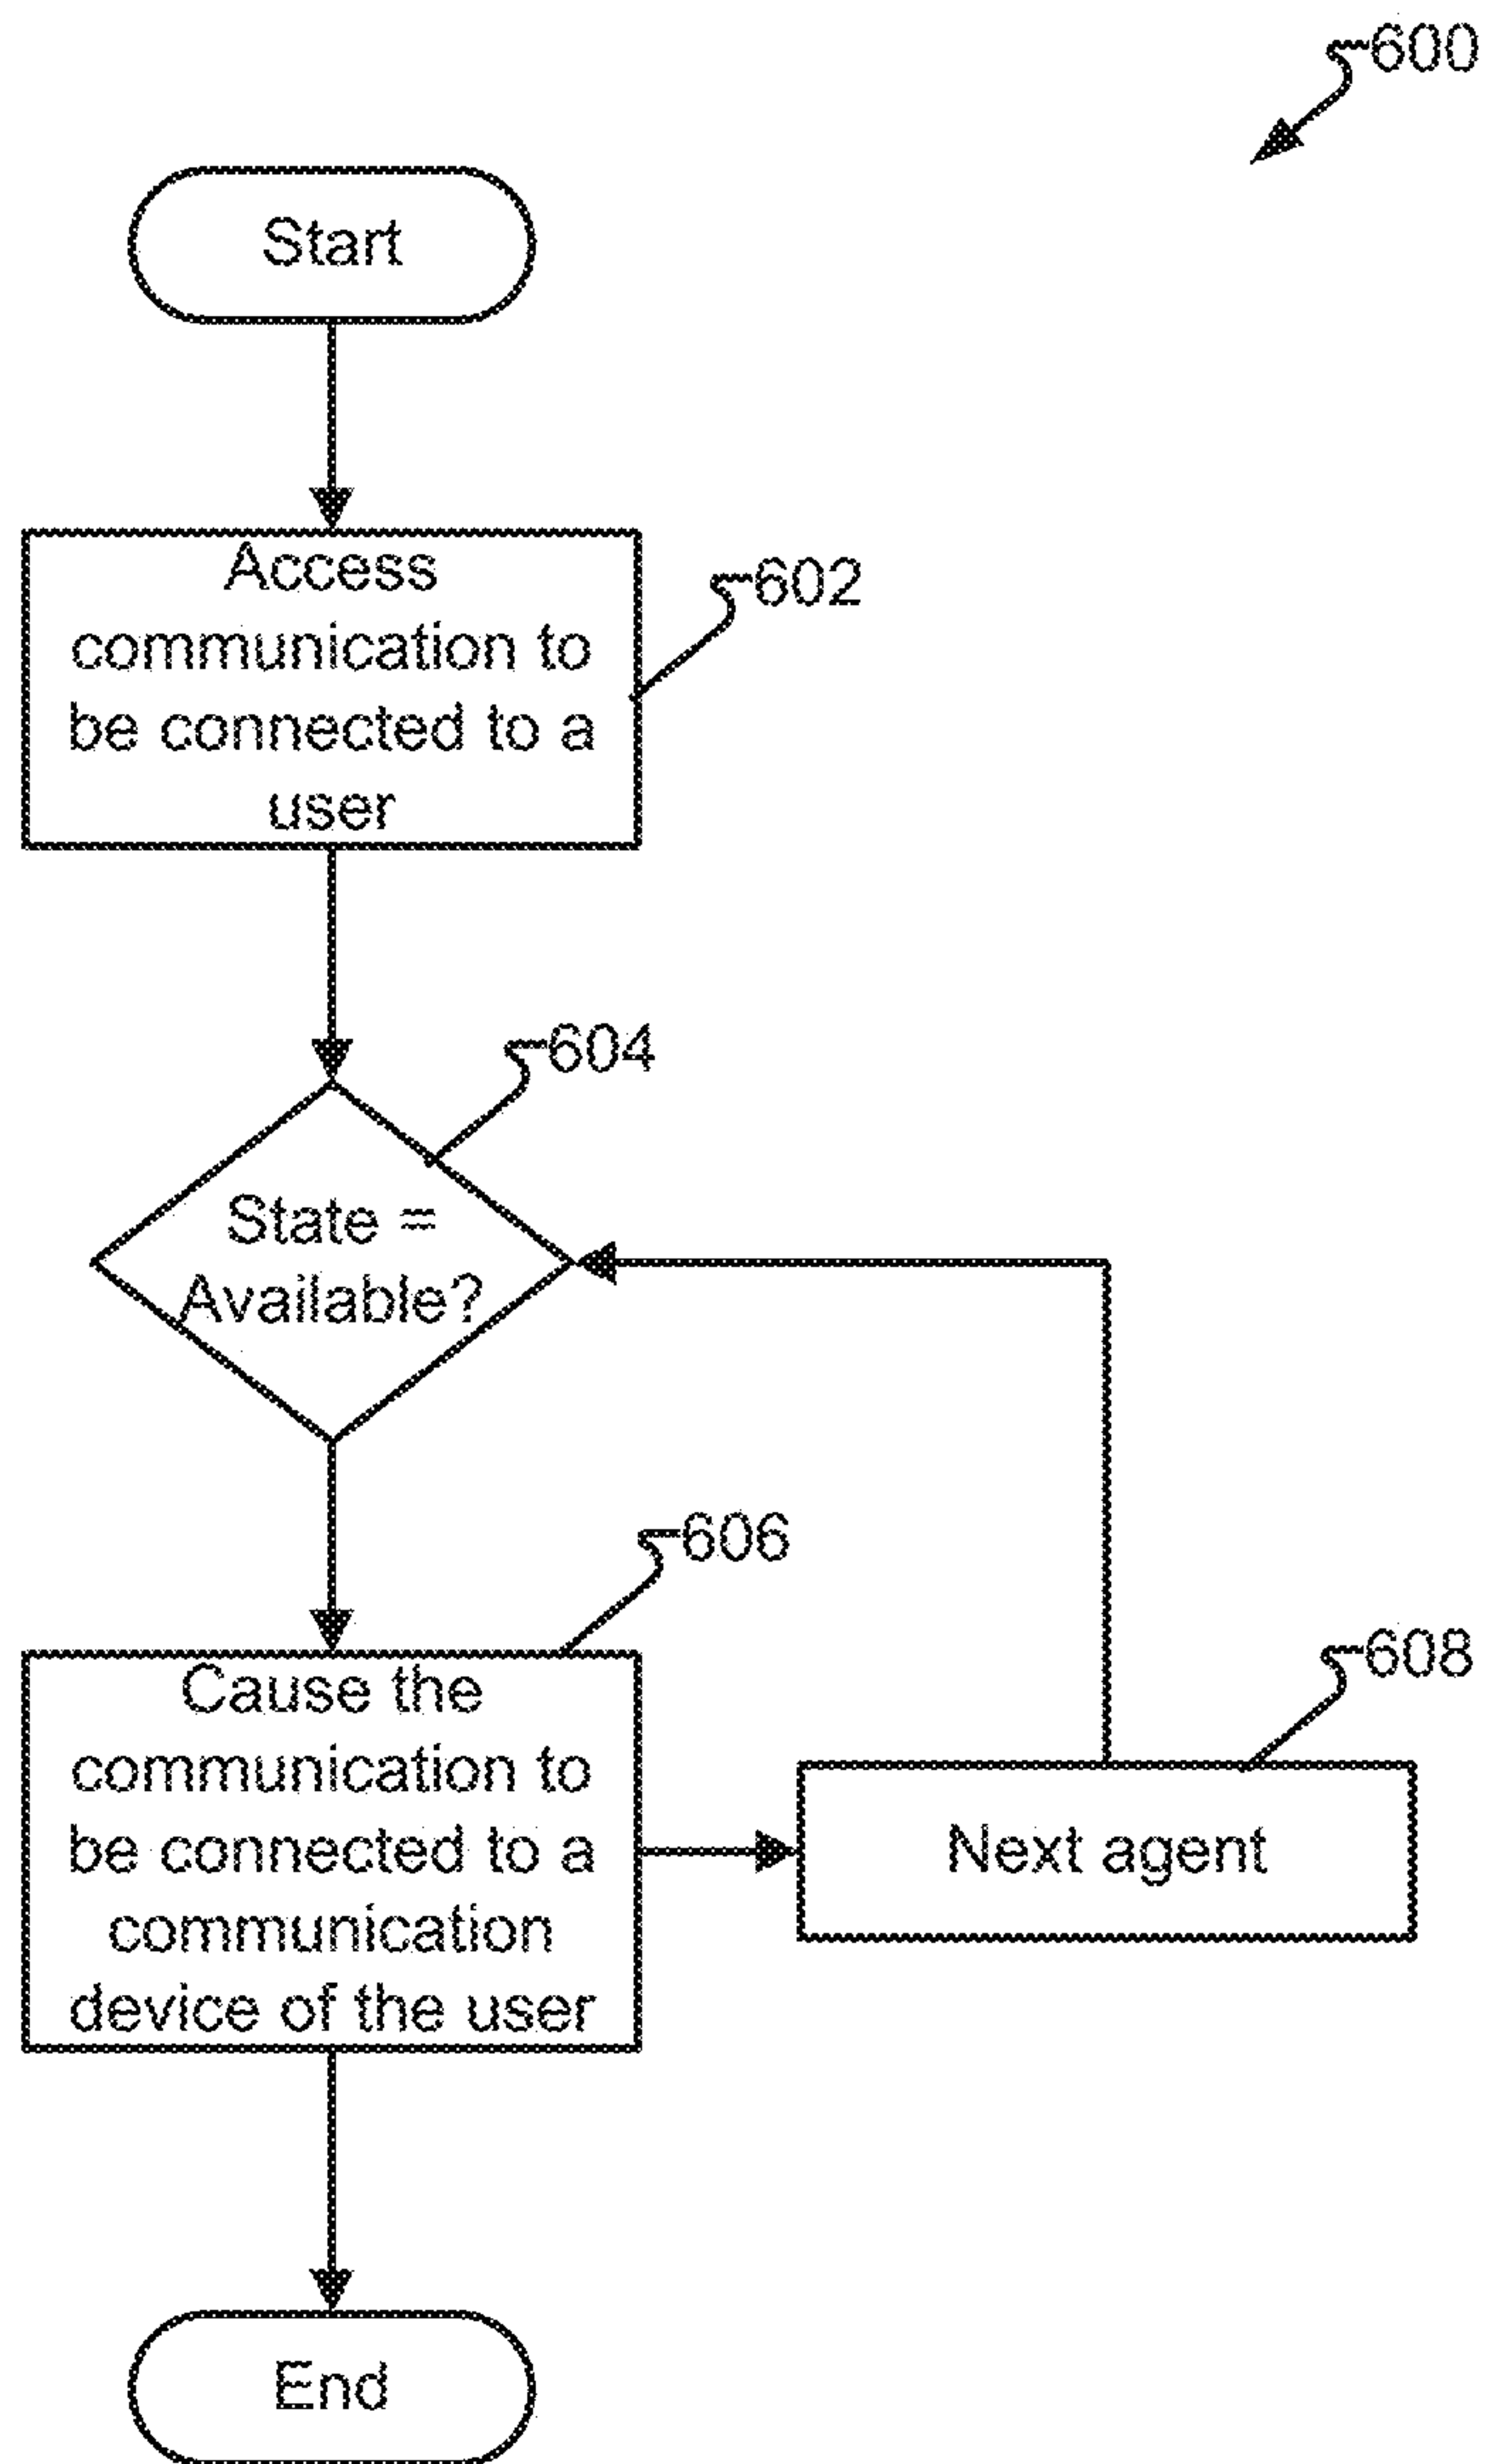 600
Start
Access
communication to
be connected to a
user
602
604
State =
Available?
606
Cause the
communication to
be connected to a
communication
device of the user
608
Next agent
End